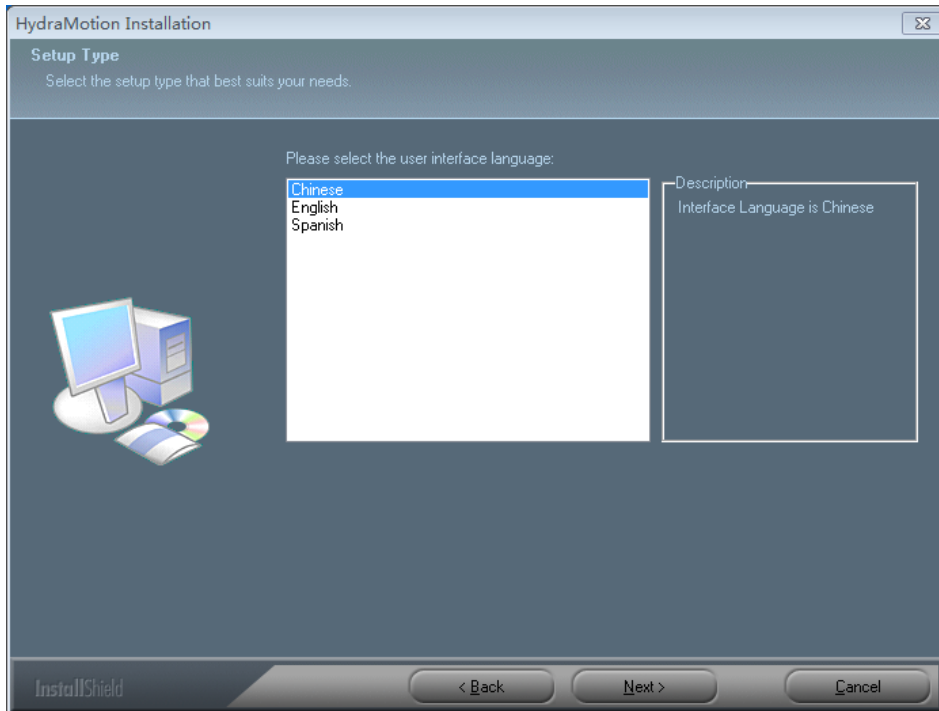 HydraMotion Installation
Setup Type
Select the setup type that best suits your needs.
Please select the user interface language:
Chinese
English
Spanish
Description
Interface Language is Chinese
InstallShield
< Back
Next >
Cancel